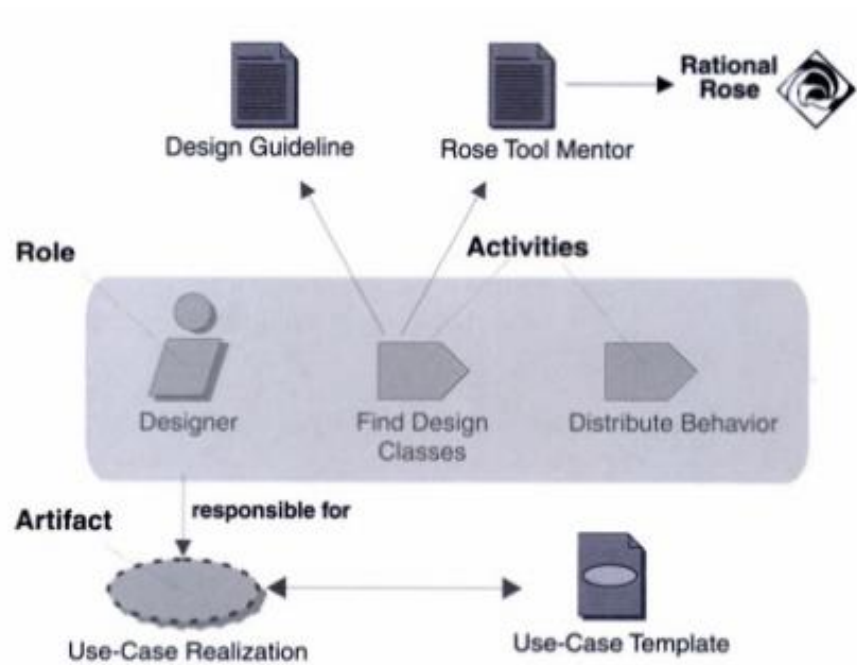 Rational
Rose
Design Guideline
Rose Tool Mentor
Role
Activities
Designer
Find Design
Classes
Distribute Behavior
Artifact
responsible for
Use-Case Realization
Use-Case Template